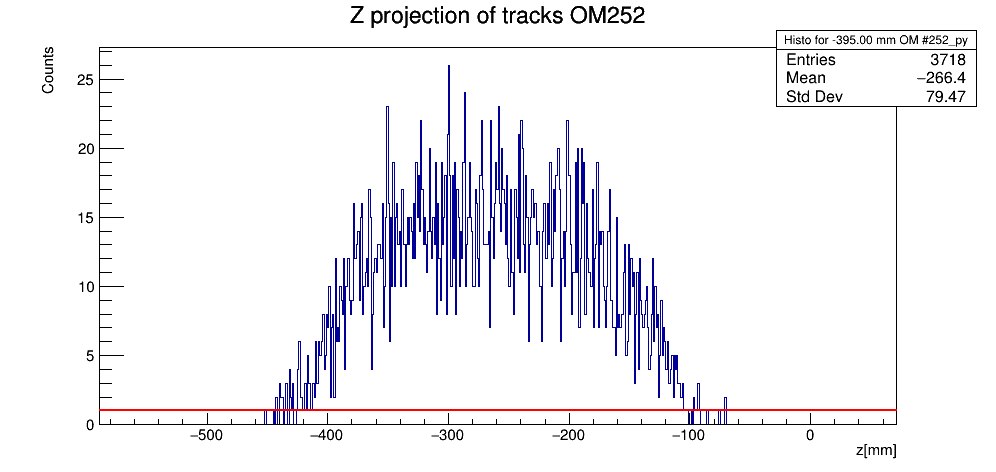 Z projection of tracks OM252
Histo for -395.00 mm OM #252_py
Entries 3718
Mean −266.4
Std Dev 79.47
Counts
25
20
15
10
5
0
−500 −400 −300 −200 −100 0
z[mm]